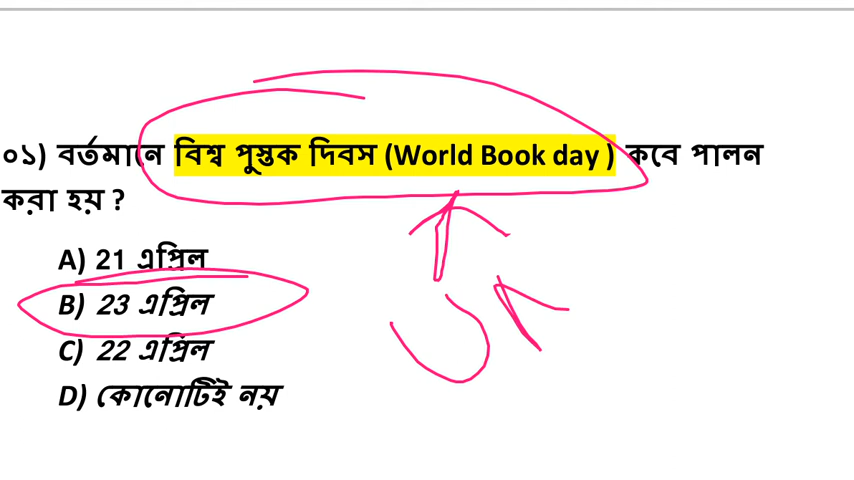 ০১) বর্তমানে বিশ্ব পুস্তক দিবস (World Book day ) কবে পালন
করা হয় ?
A) 21 এপ্রিল
B) 23 এপ্রিল
C) 22 এপ্রিল
D) কোনোটিই নয়